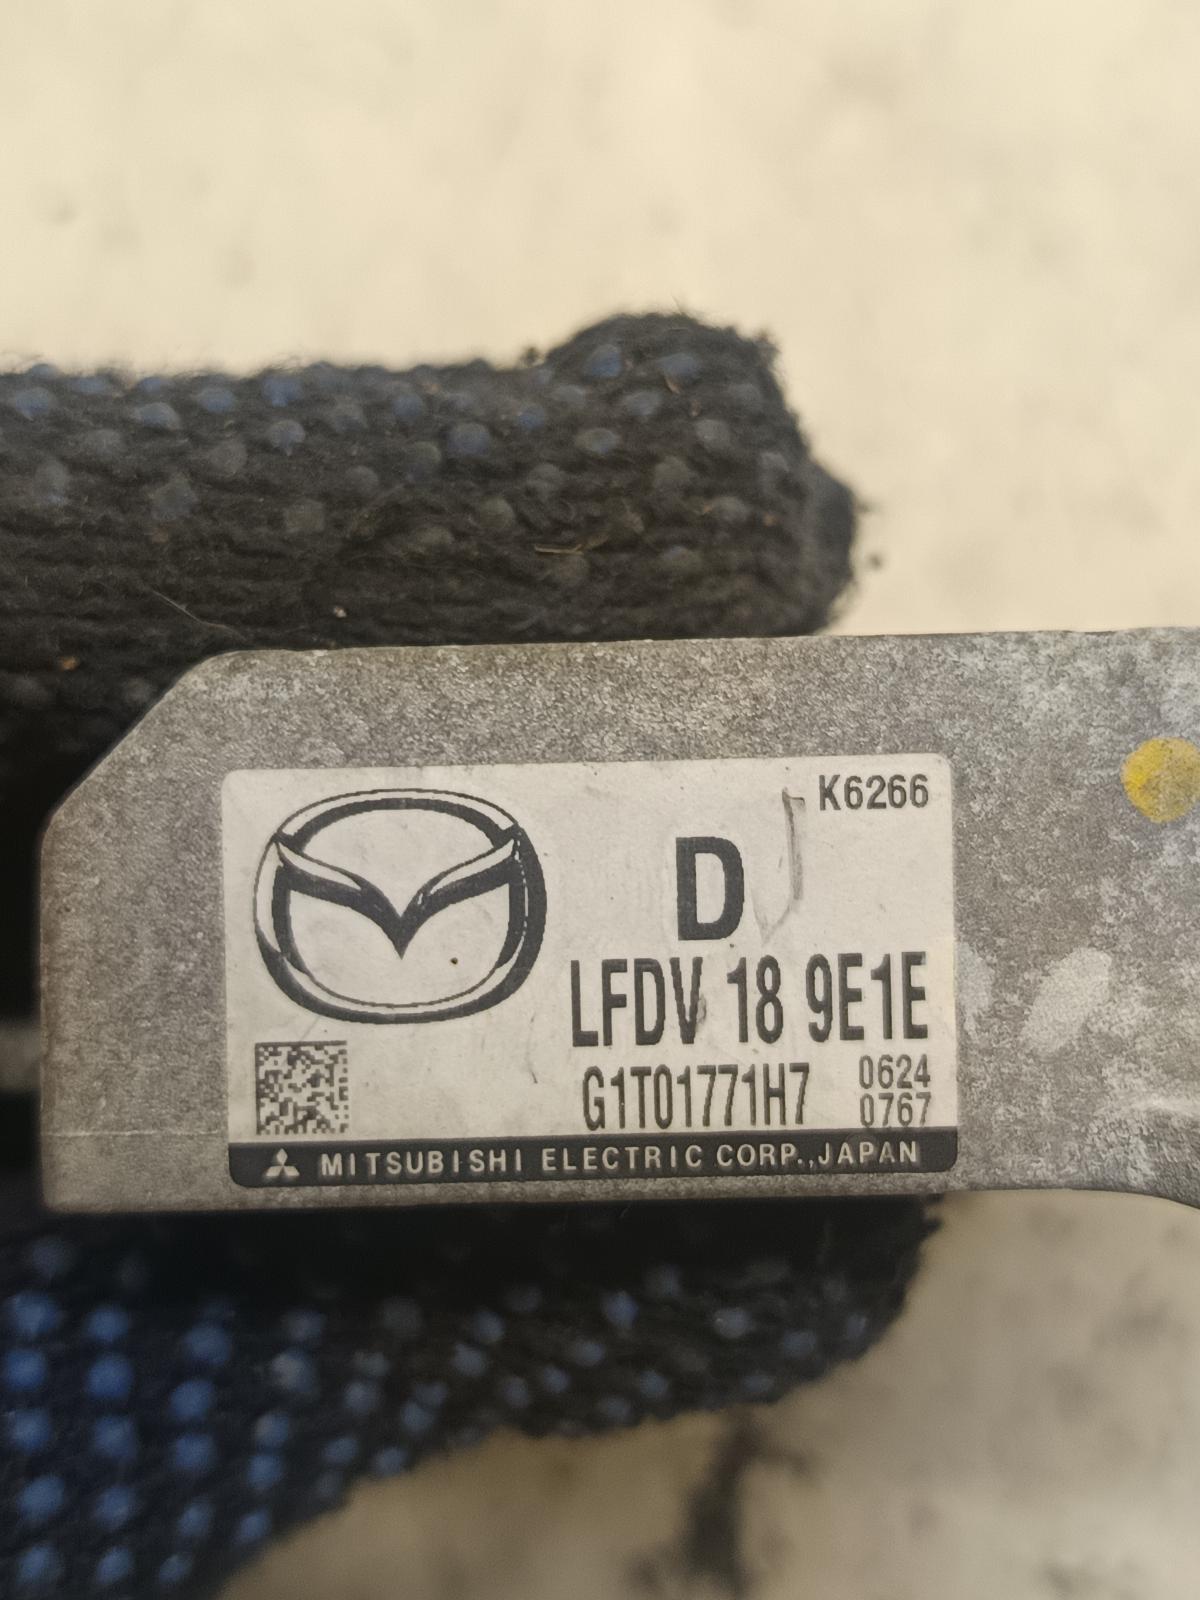 K6266
D
LFDV 18 9E1E
G1T01771H7 0624
0767
MITSUBISHI ELECTRIC CORP.,JAPAN